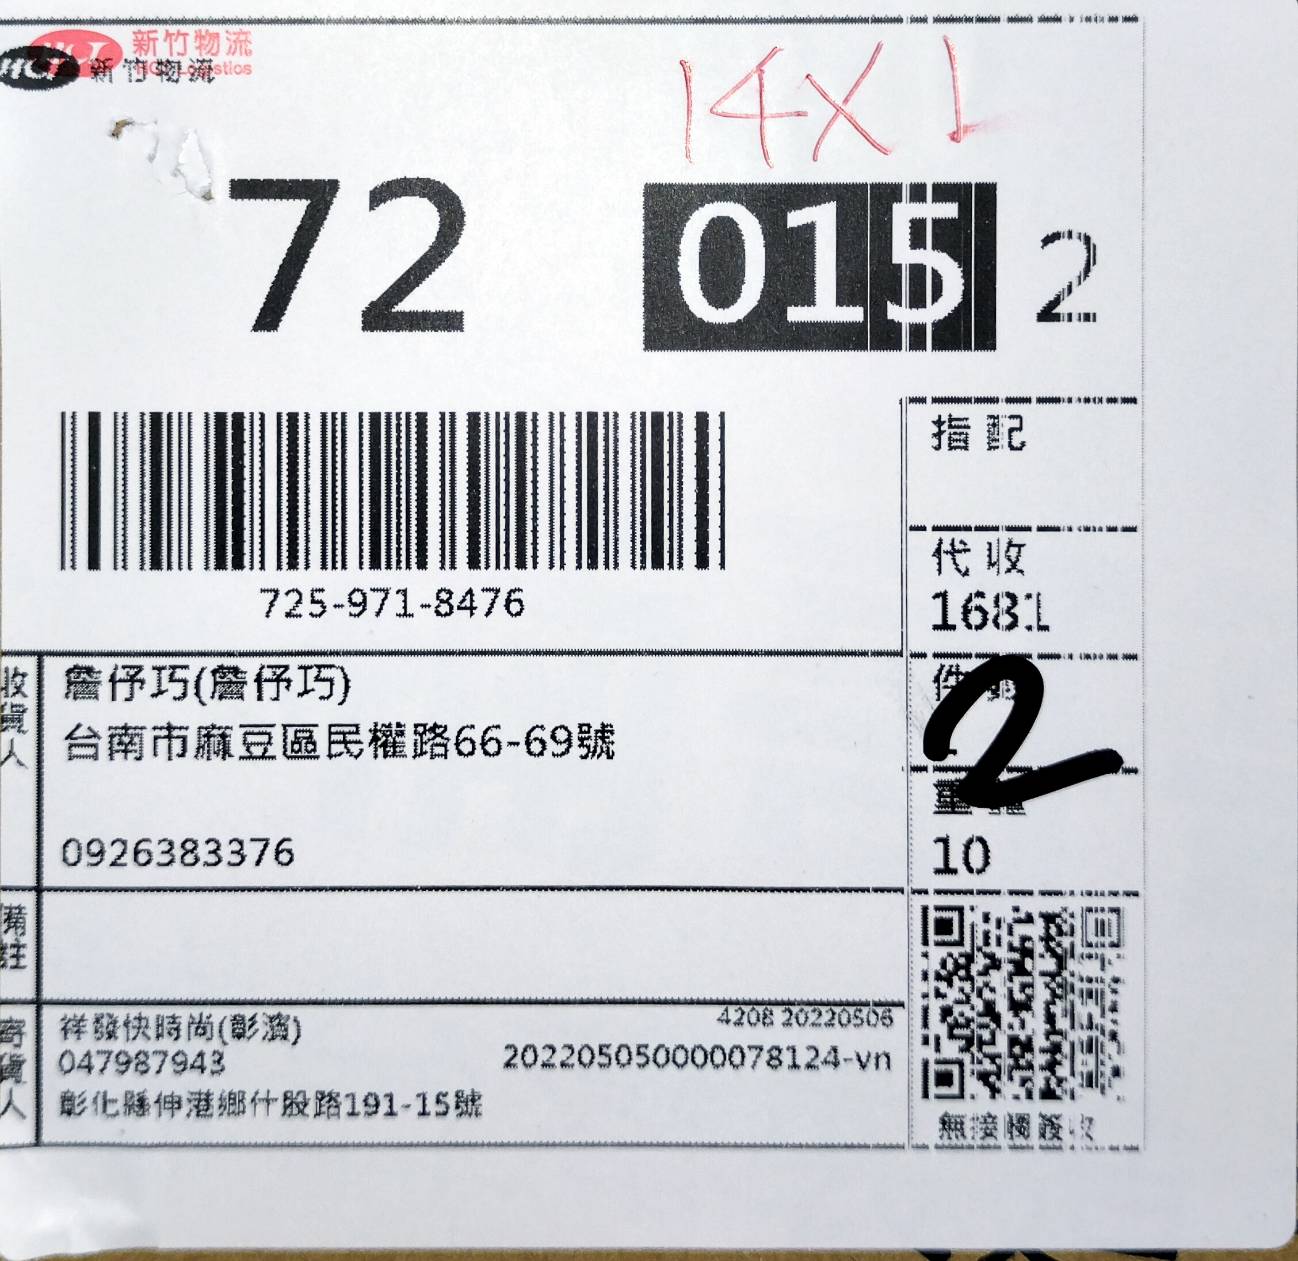 新竹物流
HCT Logistics
HCT 新竹物流
14X1
72 015 2
指配
725-971-8476
代收
1681
收貨人
詹伃巧(詹伃巧)
台南市麻豆區民權路66-69號
0926383376
件
2
重
10
備註
寄貨人
祥發快時尚(彰濱)
4208 20220506
047987943
202205050000078124-vn
彰化縣伸港鄉什股路191-15號
無接觸簽收